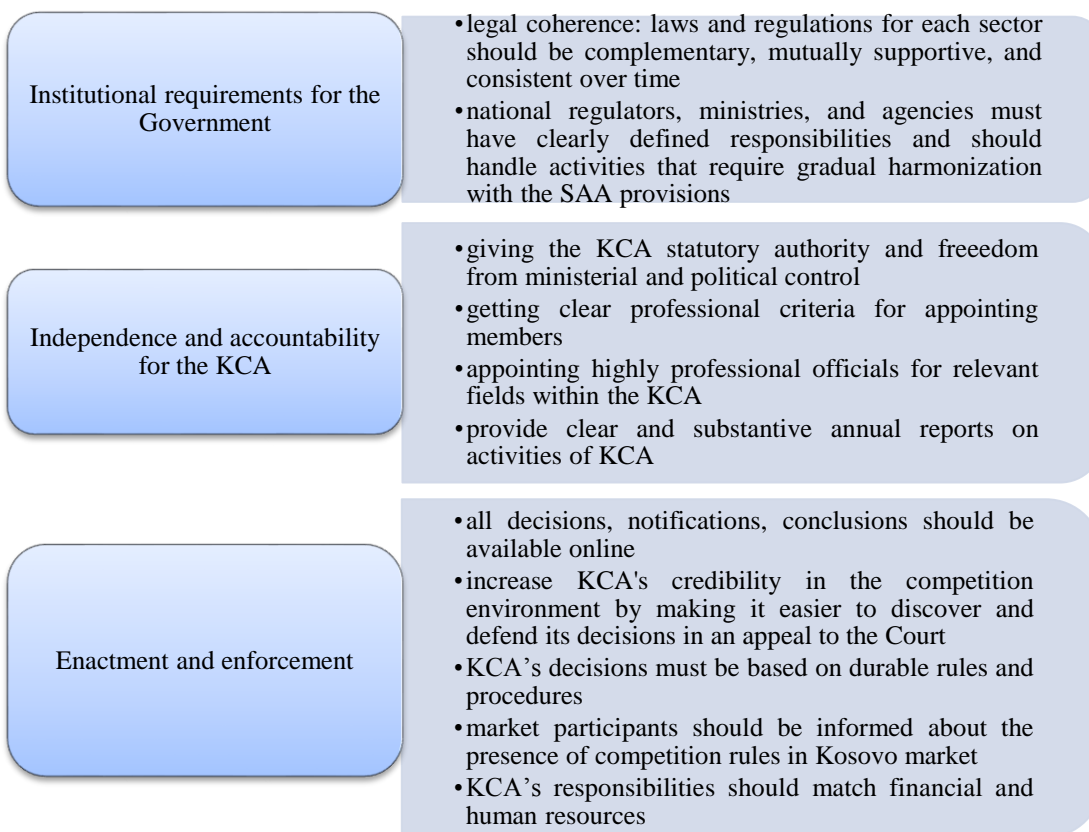 Institutional requirements for the
Government
•legal coherence: laws and regulations for each sector
should be complementary, mutually supportive, and
consistent over time
•national regulators, ministries, and agencies must
have clearly defined responsibilities and should
handle activities that require gradual harmonization
with the SAA provisions
Independence and accountability
for the KCA
•giving the KCA statutory authority and freeedom
from ministerial and political control
•getting clear professional criteria for appointing
members
•appointing highly professional officials for relevant
fields within the KCA
•provide clear and substantive annual reports on
activities of KCA
Enactment and enforcement
•all decisions, notifications, conclusions should be
available online
•increase KCA's credibility in the competition
environment by making it easier to discover and
defend its decisions in an appeal to the Court
•KCA’s decisions must be based on durable rules and
procedures
•market participants should be informed about the
presence of competition rules in Kosovo market
•KCA’s responsibilities should match financial and
human resources